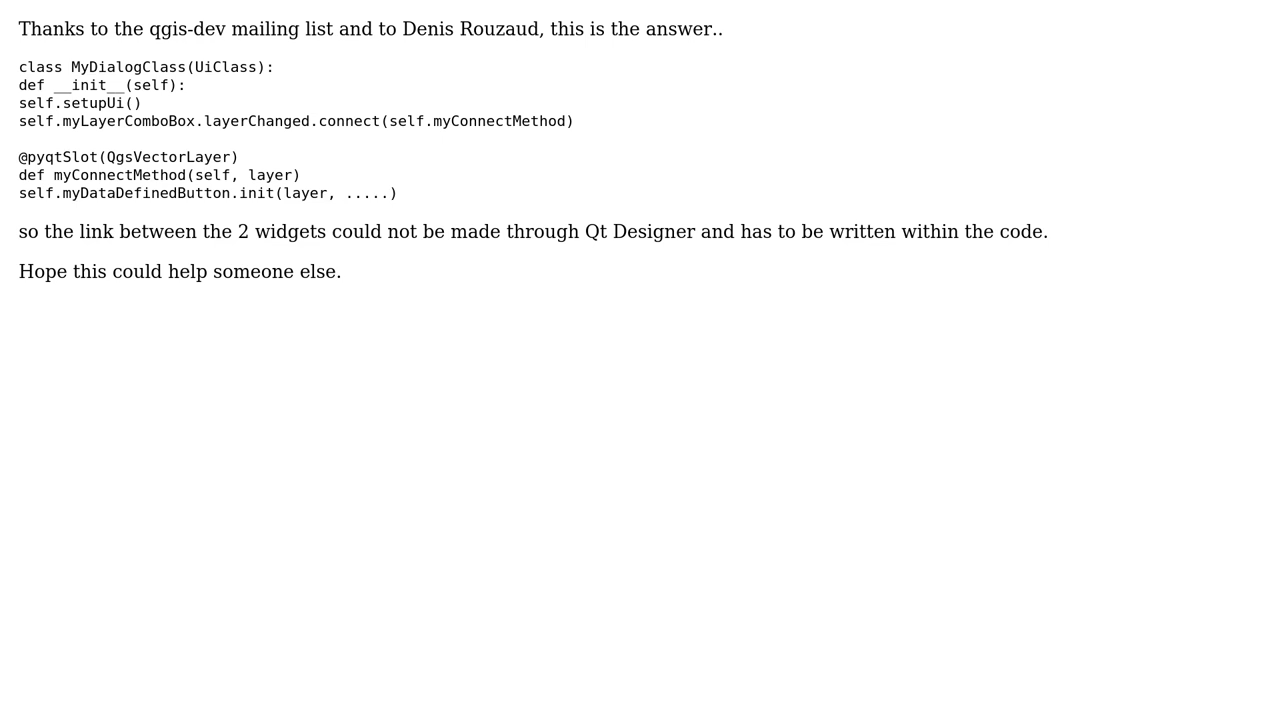 Thanks to the qgis-dev mailing list and to Denis Rouzaud, this is the answer..
class MyDialogClass(UiClass):
def __init__(self):
self.setupUi()
self.myLayerComboBox.layerChanged.connect(self.myConnectMethod)
@pyqtSlot(QgsVectorLayer)
def myConnectMethod(self, layer)
self.myDataDefinedButton.init(layer, .....)
so the link between the 2 widgets could not be made through Qt Designer and has to be written within the code.
Hope this could help someone else.